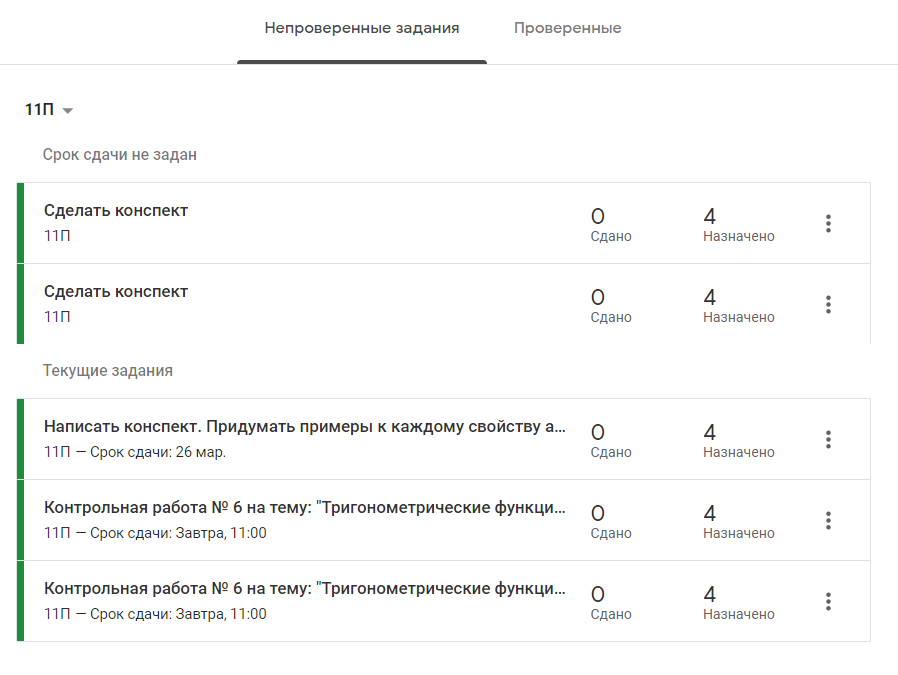 Непроверенные задания Проверенные
11П
Срок сдачи не задан
Сделать конспект
11П
0
Сдано
4
Назначено
Сделать конспект
11П
0
Сдано
4
Назначено
Текущие задания
Написать конспект. Придумать примеры к каждому свойству а...
11П — Срок сдачи: 26 мар.
0
Сдано
4
Назначено
Контрольная работа № 6 на тему: "Тригонометрические функци...
11П — Срок сдачи: Завтра, 11:00
0
Сдано
4
Назначено
Контрольная работа № 6 на тему: "Тригонометрические функци...
11П — Срок сдачи: Завтра, 11:00
0
Сдано
4
Назначено